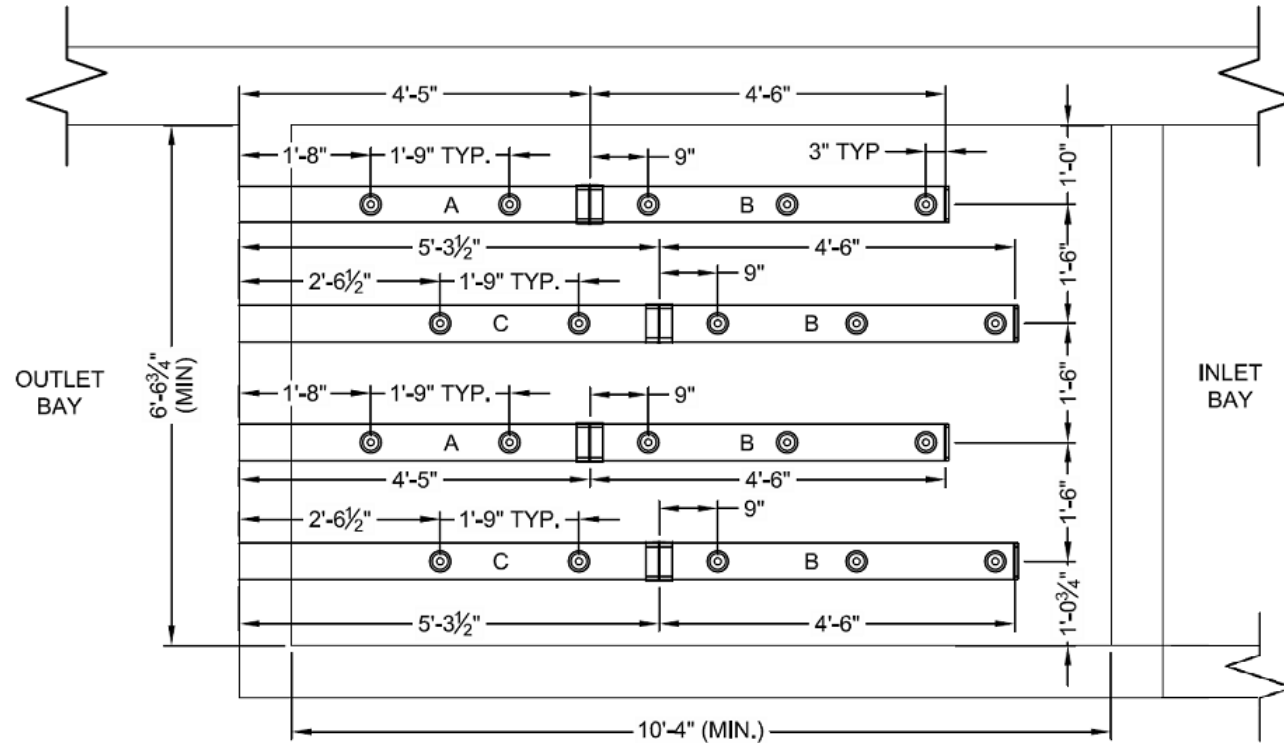 4'-5"
4'-6"
1'-8"
1'-9" TYP.
9"
3" TYP
1'-0"
A
B
5'-3½"
4'-6"
1'-6"
2'-6½"
1'-9" TYP.
9"
C
B
OUTLET
BAY
6'-6¾"
(MIN)
1'-6"
INLET
BAY
1'-8"
1'-9" TYP.
9"
A
B
4'-5"
4'-6"
1'-6"
2'-6½"
1'-9" TYP.
9"
C
B
1'-0¾"
5'-3½"
4'-6"
10'-4" (MIN.)